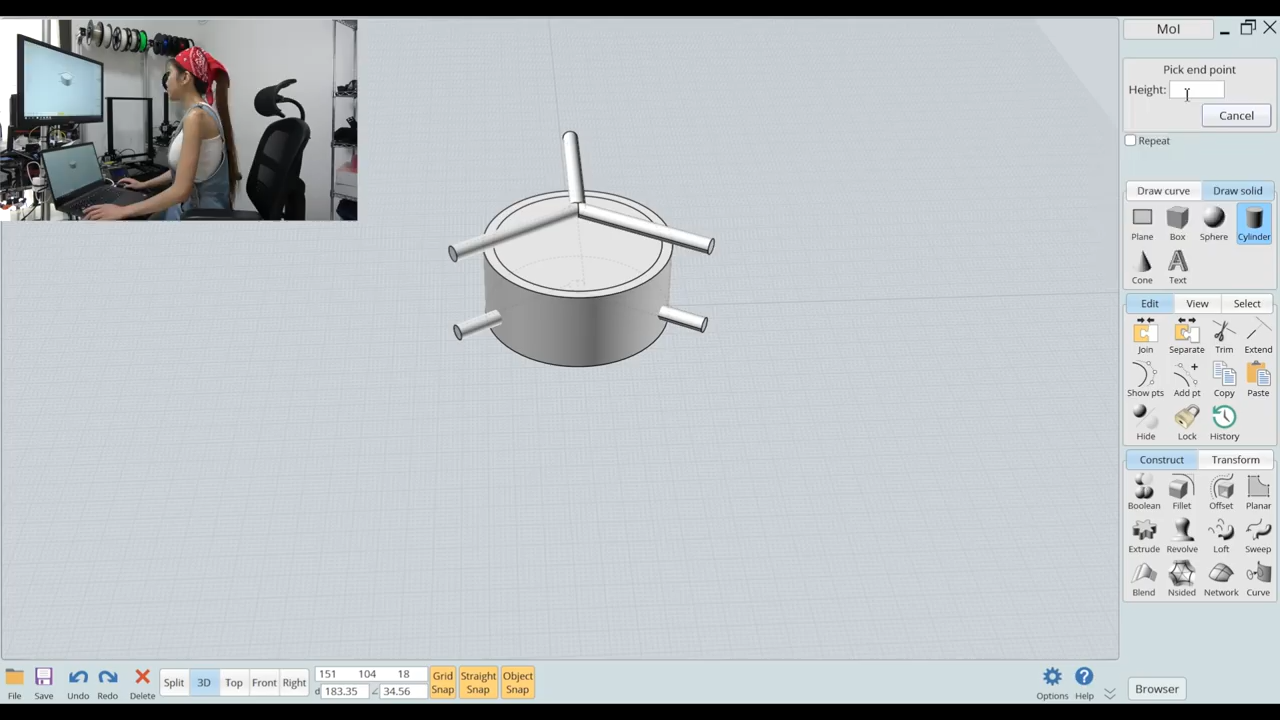 MoI
Pick end point
Height:
Cancel
Repeat
Draw curve
Draw solid
Plane
Box
Sphere
Cylinder
Cone
Text
Edit
View
Select
Join
Separate
Trim
Extend
Show pts
Add pt
Copy
Paste
Hide
Lock
History
Construct
Transform
Boolean
Fillet
Offset
Planar
Extrude
Revolve
Loft
Sweep
Blend
Nsided
Network
Curve
File
Save
Undo
Redo
Delete
Split
3D
Top
Front
Right
151 104 18
d 183.35 ∠ 34.56
Grid Snap
Straight Snap
Object Snap
Options
Help
Browser